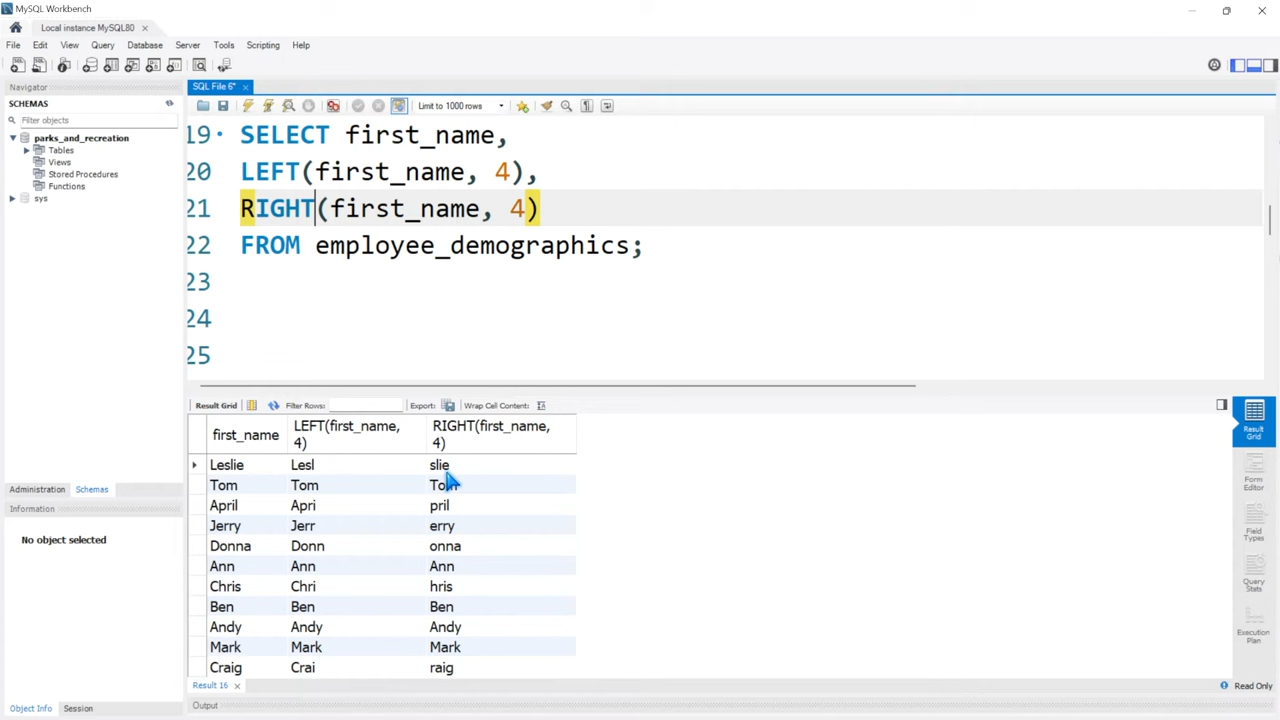 MySQL Workbench
Local instance MySQL80
File Edit View Query Database Server Tools Scripting Help
Navigator
SCHEMAS
Filter objects
parks_and_recreation
Tables
Views
Stored Procedures
Functions
sys
Administration Schemas
Information
No object selected
Object Info Session
SQL File 6*
Limit to 1000 rows
19 SELECT first_name,
20 LEFT(first_name, 4),
21 RIGHT(first_name, 4)
22 FROM employee_demographics;
23
24
25
Result Grid Filter Rows: Export: Wrap Cell Content:
first_name LEFT(first_name, 4) RIGHT(first_name, 4)
Leslie Lesl slie
Tom Tom Tom
April Apri pril
Jerry Jerr erry
Donna Donn onna
Ann Ann Ann
Chris Chri hris
Ben Ben Ben
Andy Andy Andy
Mark Mark Mark
Craig Crai raig
Result Grid
Form Editor
Field Types
Query Stats
Execution Plan
Result 16
Read Only
Output